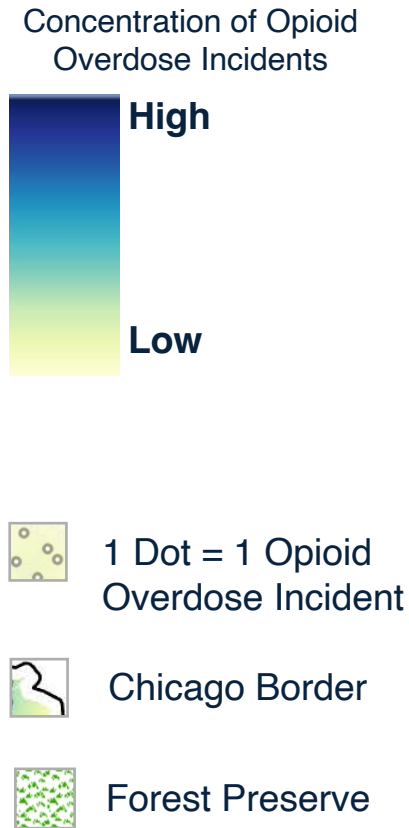 Concentration of Opioid
Overdose Incidents
High
Low
1 Dot = 1 Opioid
Overdose Incident
Chicago Border
Forest Preserve